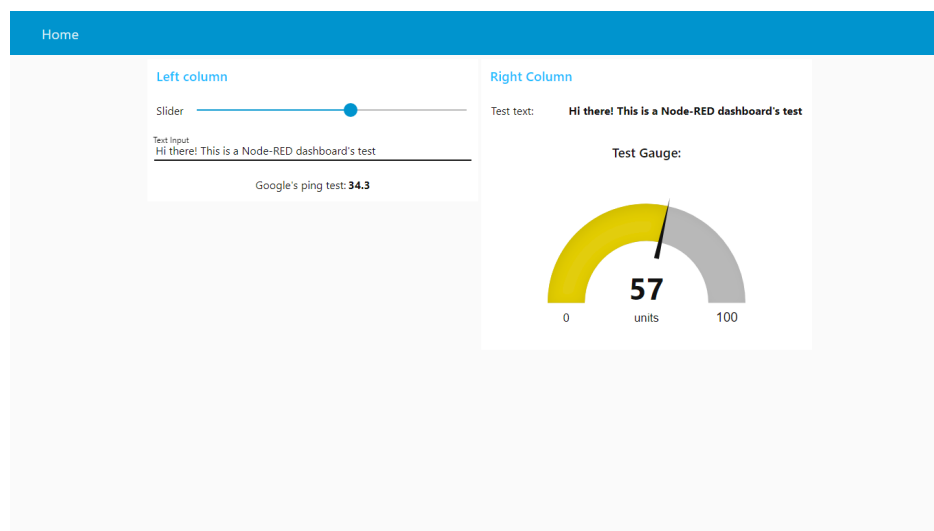 Home
Left column
Slider
Text Input
Hi there! This is a Node-RED dashboard's test
Google's ping test: 34.3
Right Column
Test text: Hi there! This is a Node-RED dashboard's test
Test Gauge:
57
0 units 100